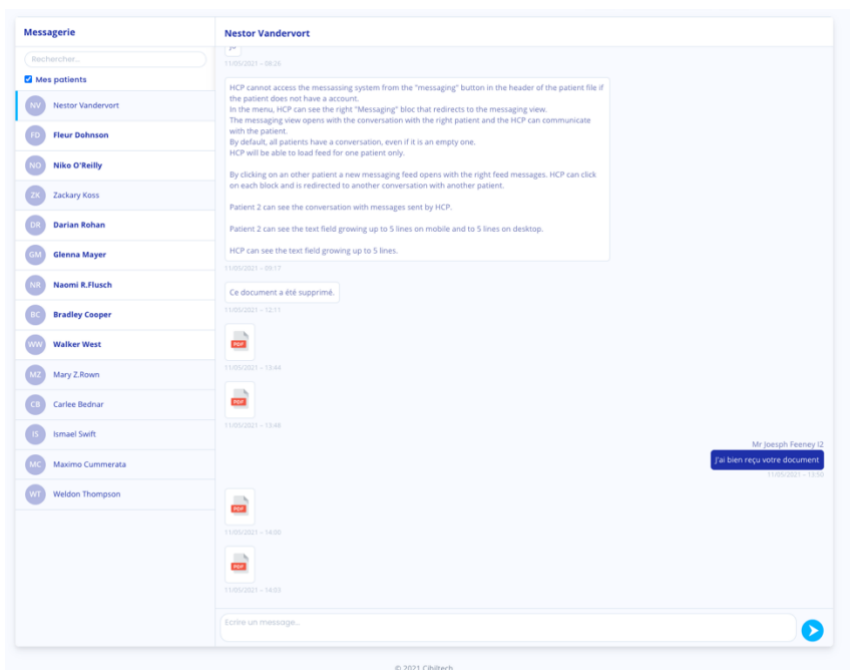 Messagerie
Nestor Vandervort
Rechercher...
Mes patients
NV Nestor Vandervort
FD Fleur Dohnson
NO Niko O'Reilly
ZK Zackary Koss
DR Darian Rohan
GM Glenna Mayer
NR Naomi R.Flusch
BC Bradley Cooper
WW Walker West
MZ Mary Z.Rown
CB Carlee Bednar
IS Ismael Swift
MC Maximo Cummerata
WT Weldon Thompson
11/05/2021 – 08:26
HCP cannot access the messassing system from the "messaging" button in the header of the patient file if
the patient does not have a account.
In the menu, HCP can see the right "Messaging" bloc that redirects to the messaging view.
The messaging view opens with the conversation with the right patient and the HCP can communicate
with the patient.
By default, all patients have a conversation, even if it is an empty one.
HCP will be able to load feed for one patient only.
By clicking on an other patient a new messaging feed opens with the right feed messages. HCP can click
on each block and is redirected to another conversation with another patient.
Patient 2 can see the conversation with messages sent by HCP.
Patient 2 can see the text field growing up to 5 lines on mobile and to 5 lines on desktop.
HCP can see the text field growing up to 5 lines.
11/05/2021 – 09:17
Ce document a été supprimé.
11/05/2021 – 12:11
PDF
11/05/2021 – 13:44
PDF
11/05/2021 – 13:48
Mr Joesph Feeney I2
J'ai bien reçu votre document
11/05/2021 – 13:50
PDF
11/05/2021 – 14:00
PDF
11/05/2021 – 14:03
Ecrire un message...
© 2021 Cibiltech